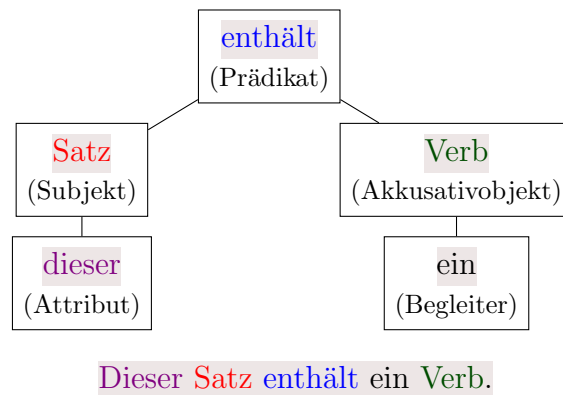 enthält
(Prädikat)
Satz
(Subjekt)
Verb
(Akkusativobjekt)
dieser
(Attribut)
ein
(Begleiter)
Dieser Satz enthält ein Verb.